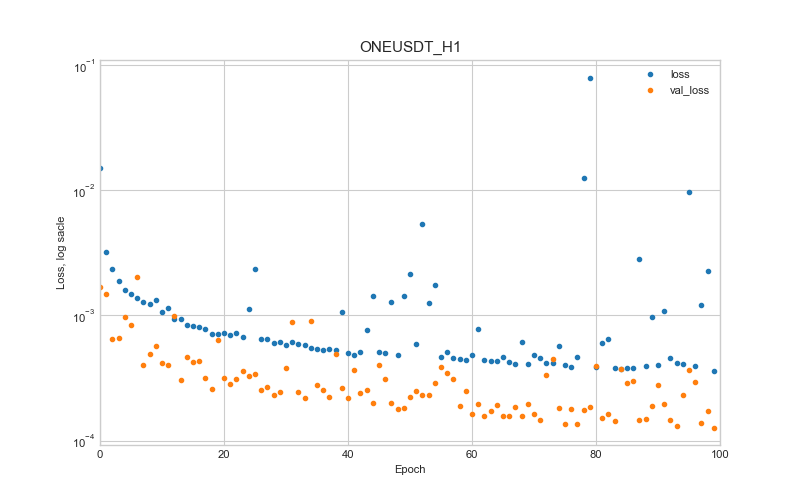 ONEUSDT_H1
10⁻¹
loss
val_loss
10⁻²
Loss, log sacle
10⁻³
10⁻⁴
0 20 40 60 80 100
Epoch